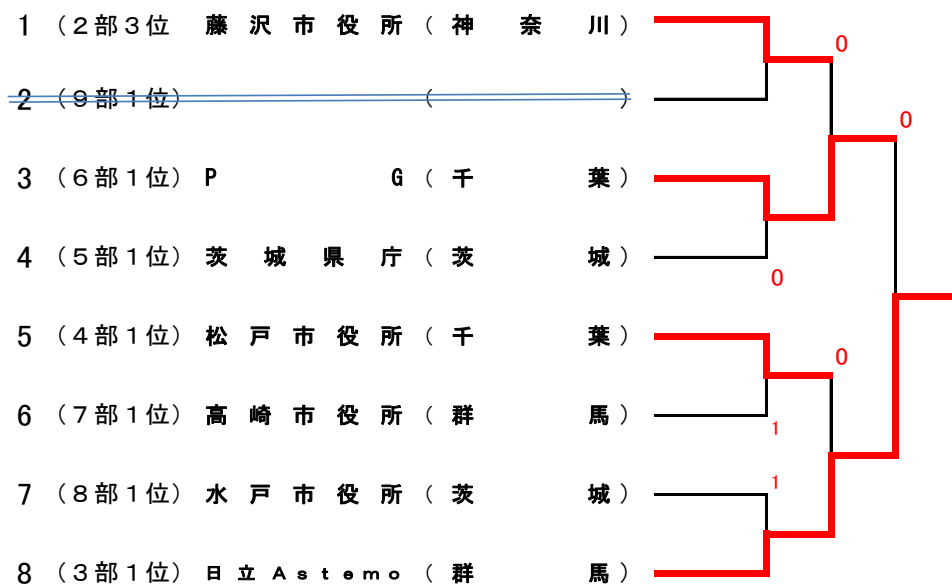 1 (2部3位 藤沢市役所(神奈川)
0
2 (9部1位) ( )
0
3 (6部1位) P G (千葉)
4 (5部1位) 茨城県庁(茨城)
0
5 (4部1位) 松戸市役所(千葉)
0
6 (7部1位) 高崎市役所(群馬)
1
7 (8部1位) 水戸市役所(茨城)
1
8 (3部1位) 日立Astemo(群馬)